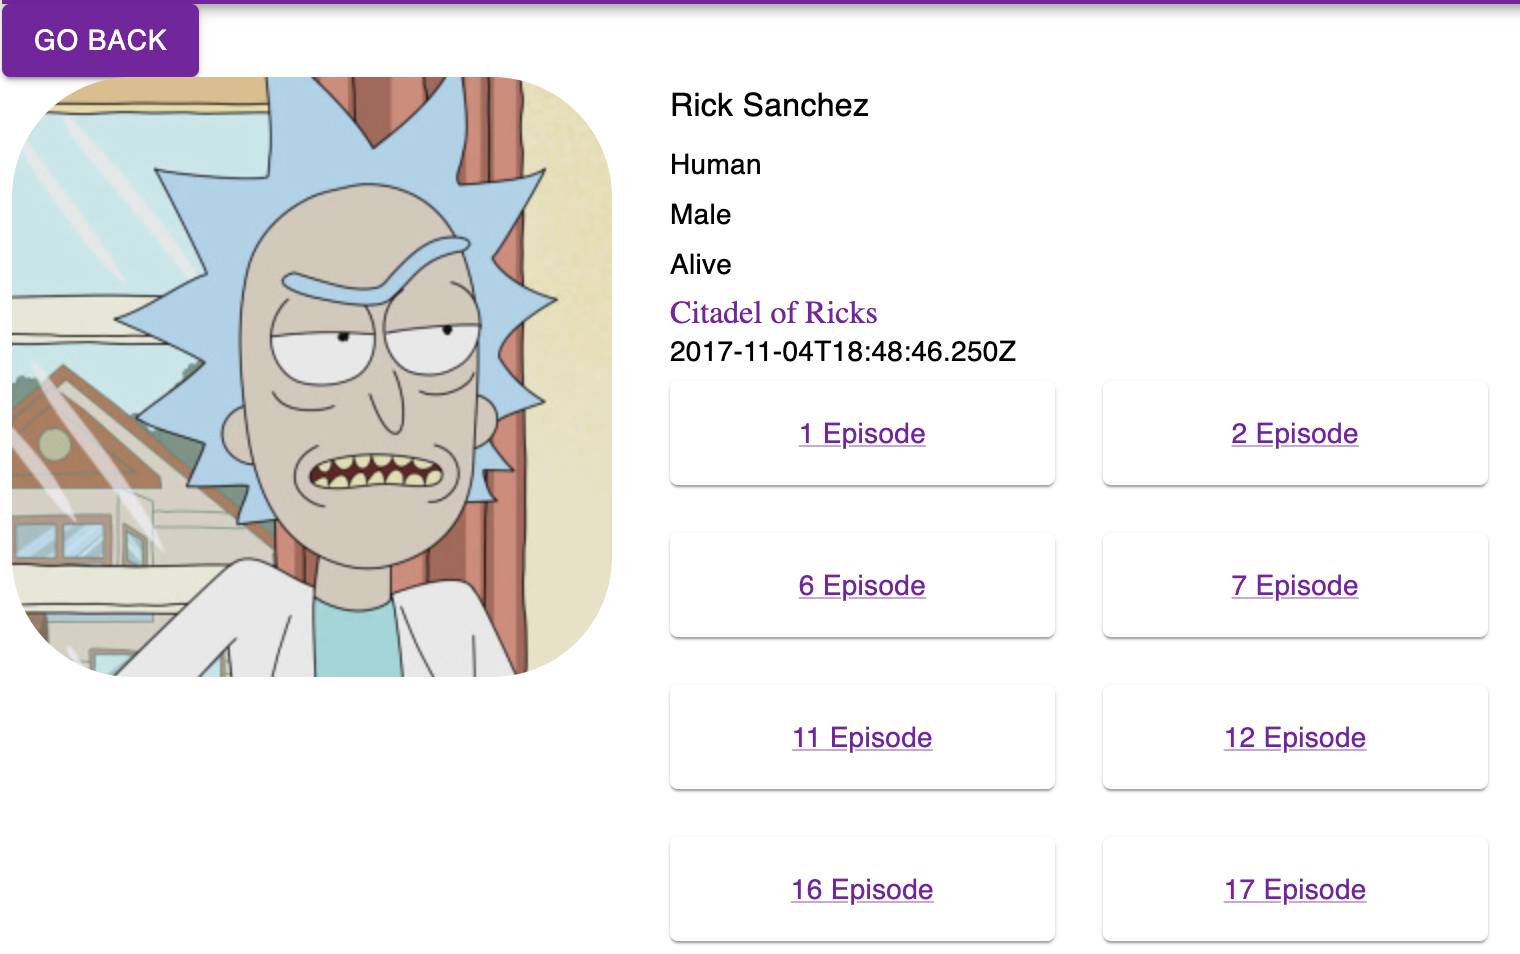 GO BACK
Rick Sanchez
Human
Male
Alive
Citadel of Ricks
2017-11-04T18:48:46.250Z
1 Episode
2 Episode
6 Episode
7 Episode
11 Episode
12 Episode
16 Episode
17 Episode